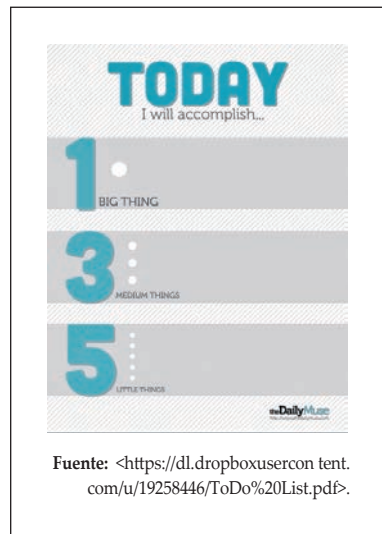 TODAY
I will accomplish...
1
BIG THING
3
MEDIUM THINGS
5
LITTLE THINGS
theDailyMuse
Fuente: <https://dl.dropboxusercon tent.
com/u/19258446/ToDo%20List.pdf>.